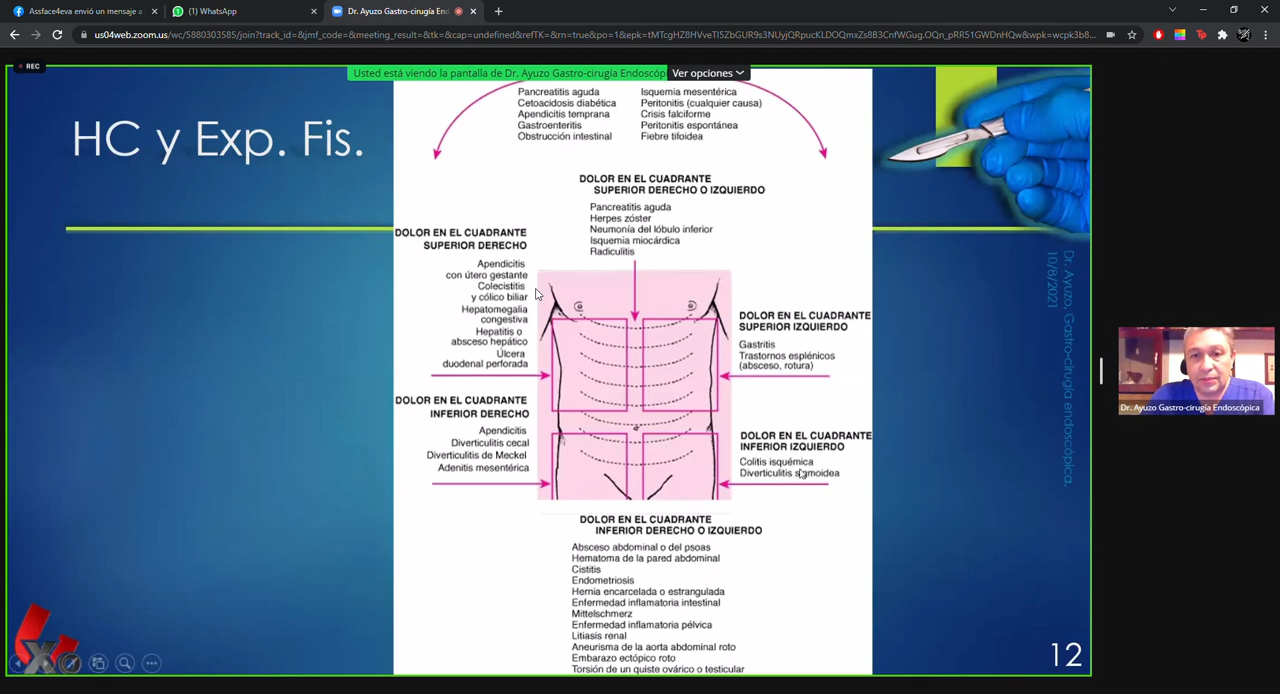 Assface4eva envió un mensaje a
(1) WhatsApp
Dr. Ayuzo Gastro-cirugía End
us04web.zoom.us/wc/5880303585/join?track_id=&jmf_code=&meeting_result=&tk=&cap=undefined&refTK=&rn=true&po=1&epk=
REC
Usted está viendo la pantalla de Dr. Ayuzo Gastro-cirugía Endoscóp
Ver opciones
HC y Exp. Fis.
Pancreatitis aguda
Cetoacidosis diabética
Apendicitis temprana
Gastroenteritis
Obstrucción intestinal
Isquemia mesentérica
Peritonitis (cualquier causa)
Crisis falciforme
Peritonitis espontánea
Fiebre tifoidea
DOLOR EN EL CUADRANTE
SUPERIOR DERECHO O IZQUIERDO
Pancreatitis aguda
Herpes zóster
Neumonía del lóbulo inferior
Isquemia miocárdica
Radiculitis
DOLOR EN EL CUADRANTE
SUPERIOR DERECHO
Apendicitis
con útero gestante
Colecistitis
y cólico biliar
Hepatomegalia
congestiva
Hepatitis o
absceso hepático
Úlcera
duodenal perforada
DOLOR EN EL CUADRANTE
SUPERIOR IZQUIERDO
Gastritis
Trastornos esplénicos
(absceso, rotura)
DOLOR EN EL CUADRANTE
INFERIOR DERECHO
Apendicitis
Diverticulitis cecal
Diverticulitis de Meckel
Adenitis mesentérica
DOLOR EN EL CUADRANTE
INFERIOR IZQUIERDO
Colitis isquémica
Diverticulitis sigmoidea
DOLOR EN EL CUADRANTE
INFERIOR DERECHO O IZQUIERDO
Absceso abdominal o del psoas
Hematoma de la pared abdominal
Cistitis
Endometriosis
Hernia encarcelada o estrangulada
Enfermedad inflamatoria intestinal
Mittelschmerz
Enfermedad inflamatoria pélvica
Litiasis renal
Aneurisma de la aorta abdominal roto
Embarazo ectópico roto
Torsión de un quiste ovárico o testicular
Dr. Ayuzo, Gastro-cirugía endoscópica.
10/8/2021
12
Dr. Ayuzo Gastro-cirugía Endoscópica